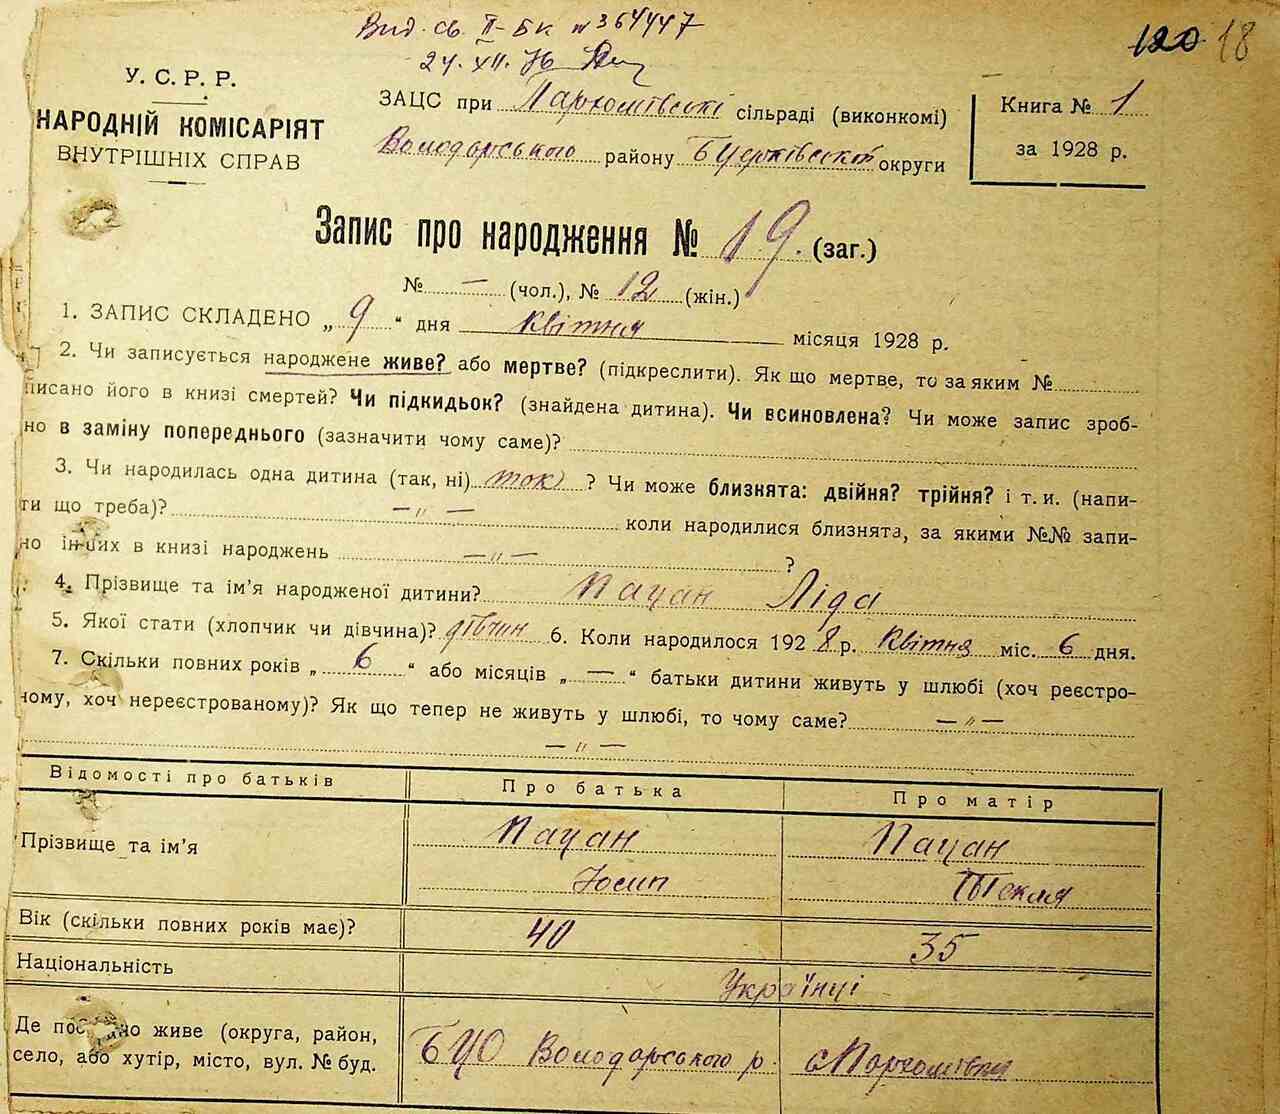 Вид. св. ІІ-БК № 364447
24. XII. 76
120 18
У. С. Р. Р.
НАРОДНІЙ КОМІСАРІЯТ
ВНУТРІШНІХ СПРАВ
ЗАЦС при Пархомівські сільраді (виконкомі)
Володарського району БЦерківської округи
Книга № 1
за 1928 р.
Запис про народження № 19. (заг.)
№ — (чол.), № 12 (жін.)
1. ЗАПИС СКЛАДЕНО „ 9 “ дня квітня місяця 1928 р.
2. Чи записується народжене живе? або мертве? (підкреслити). Як що мертве, то за яким №
писано його в книзі смертей? Чи підкидьок? (знайдена дитина). Чи всиновлена? Чи може запис зроб-
но в заміну попереднього (зазначити чому саме)?
3. Чи народилась одна дитина (так, ні) так ? Чи може близнята: двійня? трійня? і т. и. (напи-
ти що треба)? — " — коли народилися близнята, за якими №№ запи-
но інших в книзі народжень — " — ?
4. Прізвище та ім’я народженої дитини? Пацан Ліда
5. Якої стати (хлопчик чи дівчина)? дівчин 6. Коли народилося 1928 р. квітня міс. 6 дня.
7. Скільки повних років „ 6 “ або місяців „ — “ батьки дитини живуть у шлюбі (хоч реєстро-
ному, хоч нереєстрованому)? Як що тепер не живуть у шлюбі, то чому саме? — " —
— " —
Відомості про батьків Про батька Про матір
Прізвище та ім’я Пацан Пацан
Йосип Текля
Вік (скільки повних років має)? 40 35
Національність Українці
Де постійно живе (округа, район,
село, або хутір, місто, вул. № буд. БЦО Володарського р. с Пархомівка